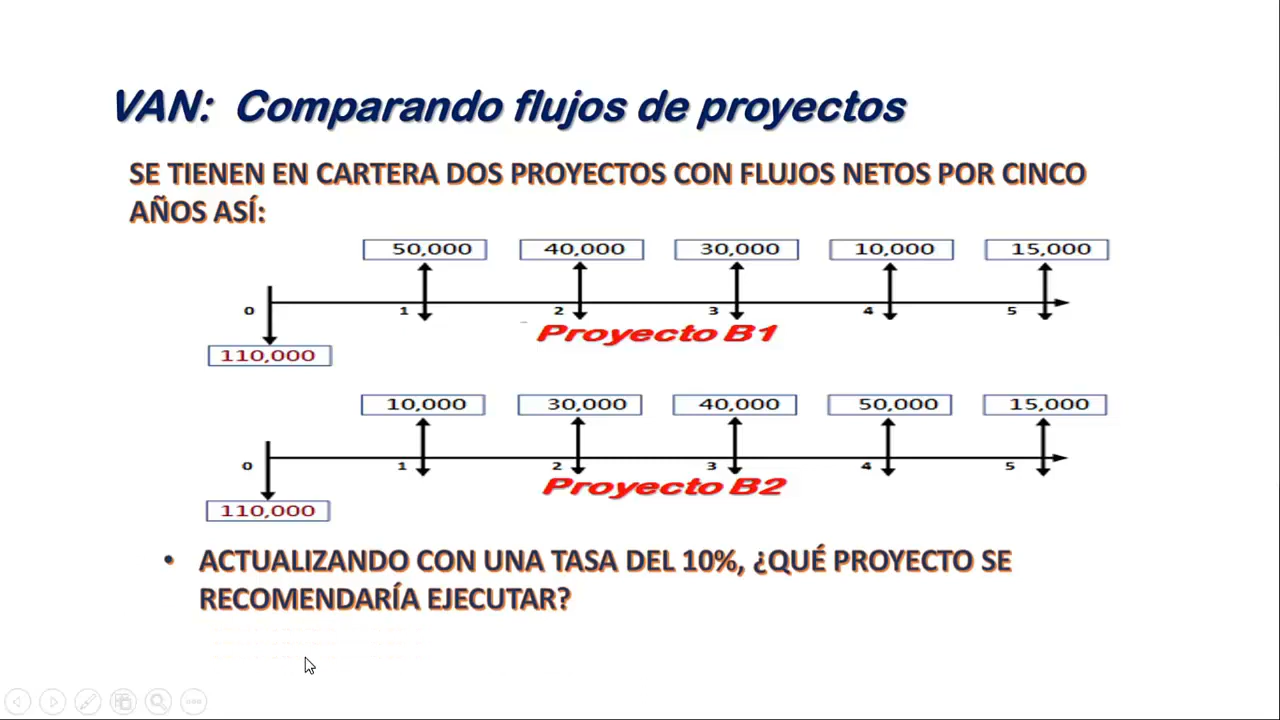 VAN: Comparando flujos de proyectos
SE TIENEN EN CARTERA DOS PROYECTOS CON FLUJOS NETOS POR CINCO
AÑOS ASÍ:
50,000 40,000 30,000 10,000 15,000
0 1 2 3 4 5
Proyecto B1
110,000
10,000 30,000 40,000 50,000 15,000
0 1 2 3 4 5
Proyecto B2
110,000
• ACTUALIZANDO CON UNA TASA DEL 10%, ¿QUÉ PROYECTO SE
RECOMENDARÍA EJECUTAR?